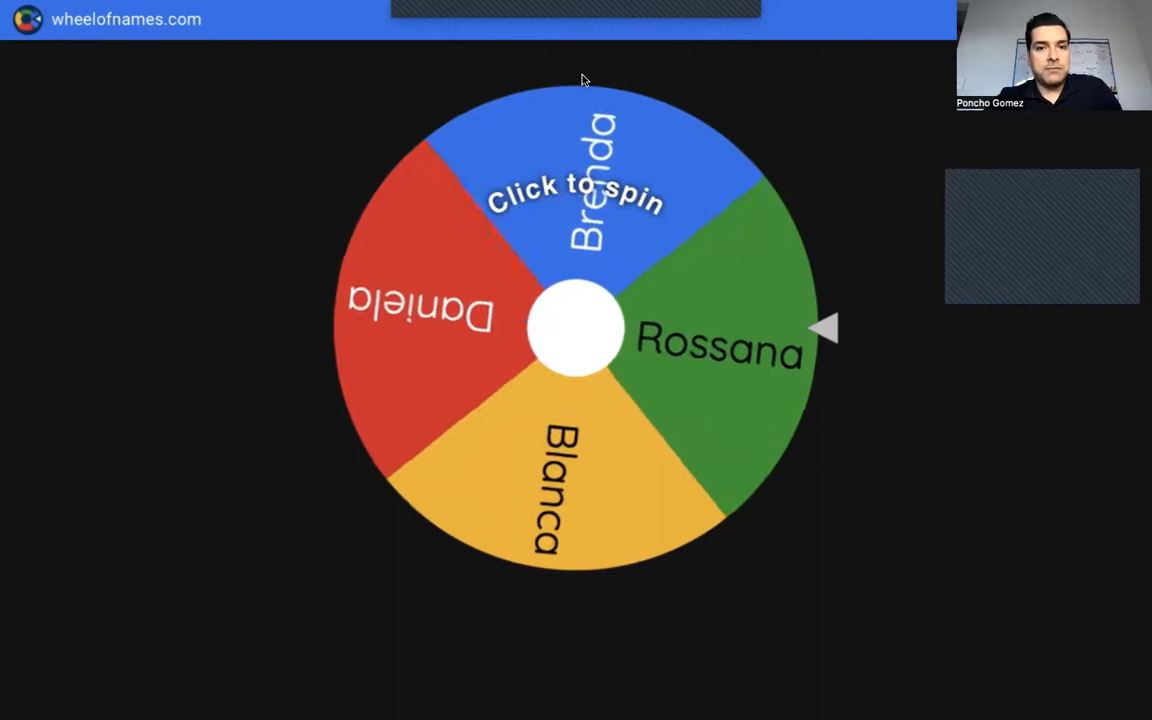 wheelofnames.com
Poncho Gomez
Brenda
Click to spin
Daniela
Rossana
Blanca